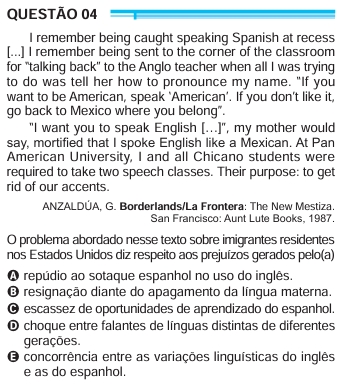 QUESTÃO 04
I remember being caught speaking Spanish at recess
[...] I remember being sent to the corner of the classroom
for “talking back” to the Anglo teacher when all I was trying
to do was tell her how to pronounce my name. “If you
want to be American, speak ‘American’. If you don’t like it,
go back to Mexico where you belong”.
“I want you to speak English [...]”, my mother would
say, mortified that I spoke English like a Mexican. At Pan
American University, I and all Chicano students were
required to take two speech classes. Their purpose: to get
rid of our accents.
ANZALDÚA, G. Borderlands/La Frontera: The New Mestiza.
San Francisco: Aunt Lute Books, 1987.
O problema abordado nesse texto sobre imigrantes residentes
nos Estados Unidos diz respeito aos prejuízos gerados pelo(a)
A repúdio ao sotaque espanhol no uso do inglês.
B resignação diante do apagamento da língua materna.
C escassez de oportunidades de aprendizado do espanhol.
D choque entre falantes de línguas distintas de diferentes
gerações.
E concorrência entre as variações linguísticas do inglês
e as do espanhol.